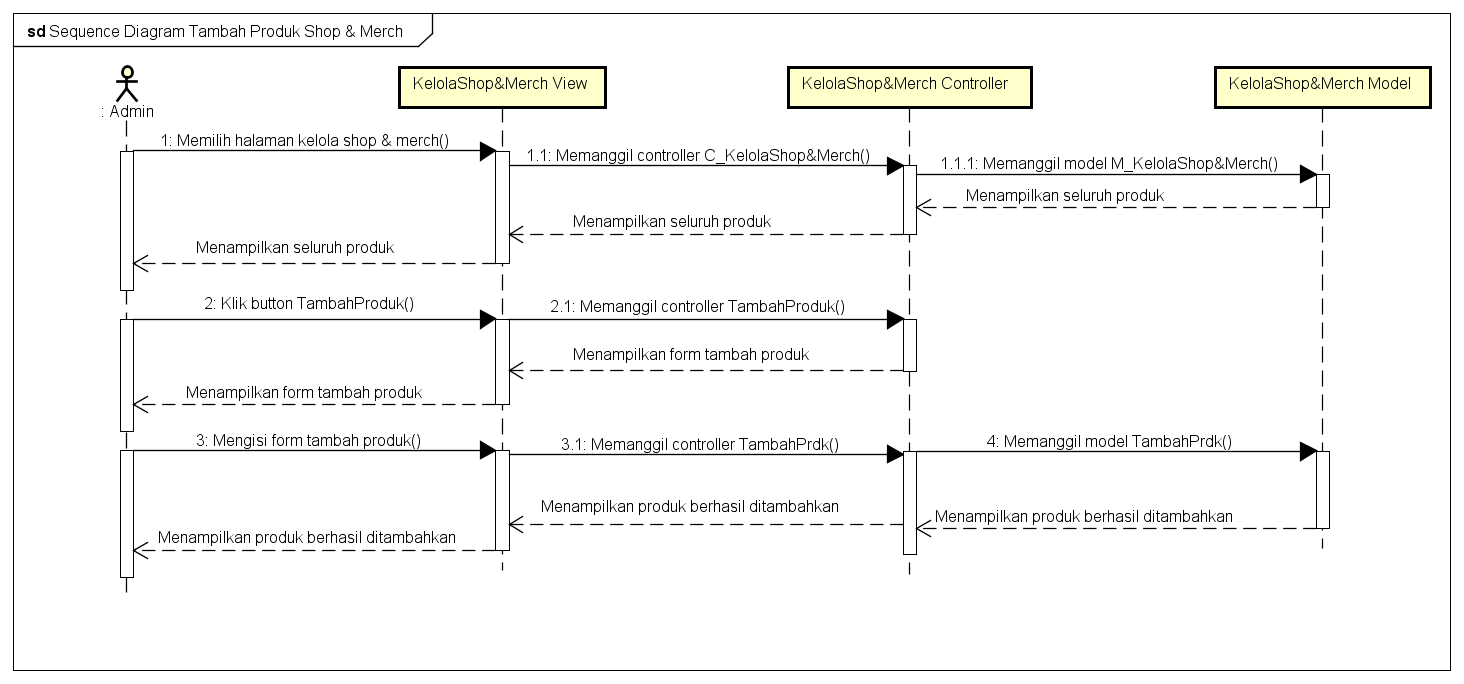 sd Sequence Diagram Tambah Produk Shop & Merch
: Admin
KelolaShop&Merch View
KelolaShop&Merch Controller
KelolaShop&Merch Model
1: Memilih halaman kelola shop & merch()
1.1: Memanggil controller C_KelolaShop&Merch()
1.1.1: Memanggil model M_KelolaShop&Merch()
Menampilkan seluruh produk
Menampilkan seluruh produk
Menampilkan seluruh produk
2: Klik button TambahProduk()
2.1: Memanggil controller TambahProduk()
Menampilkan form tambah produk
Menampilkan form tambah produk
3: Mengisi form tambah produk()
3.1: Memanggil controller TambahPrdk()
4: Memanggil model TambahPrdk()
Menampilkan produk berhasil ditambahkan
Menampilkan produk berhasil ditambahkan
Menampilkan produk berhasil ditambahkan